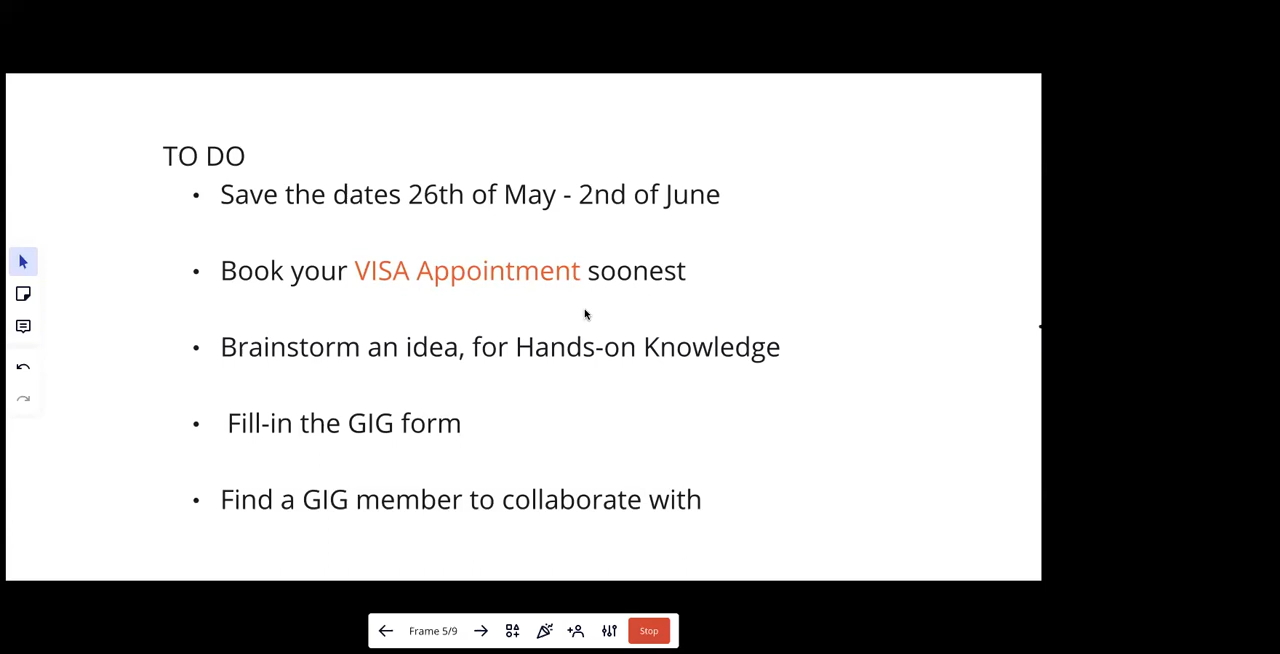 TO DO
• Save the dates 26th of May - 2nd of June
• Book your VISA Appointment soonest
• Brainstorm an idea, for Hands-on Knowledge
• Fill-in the GIG form
• Find a GIG member to collaborate with
Frame 5/9
Stop